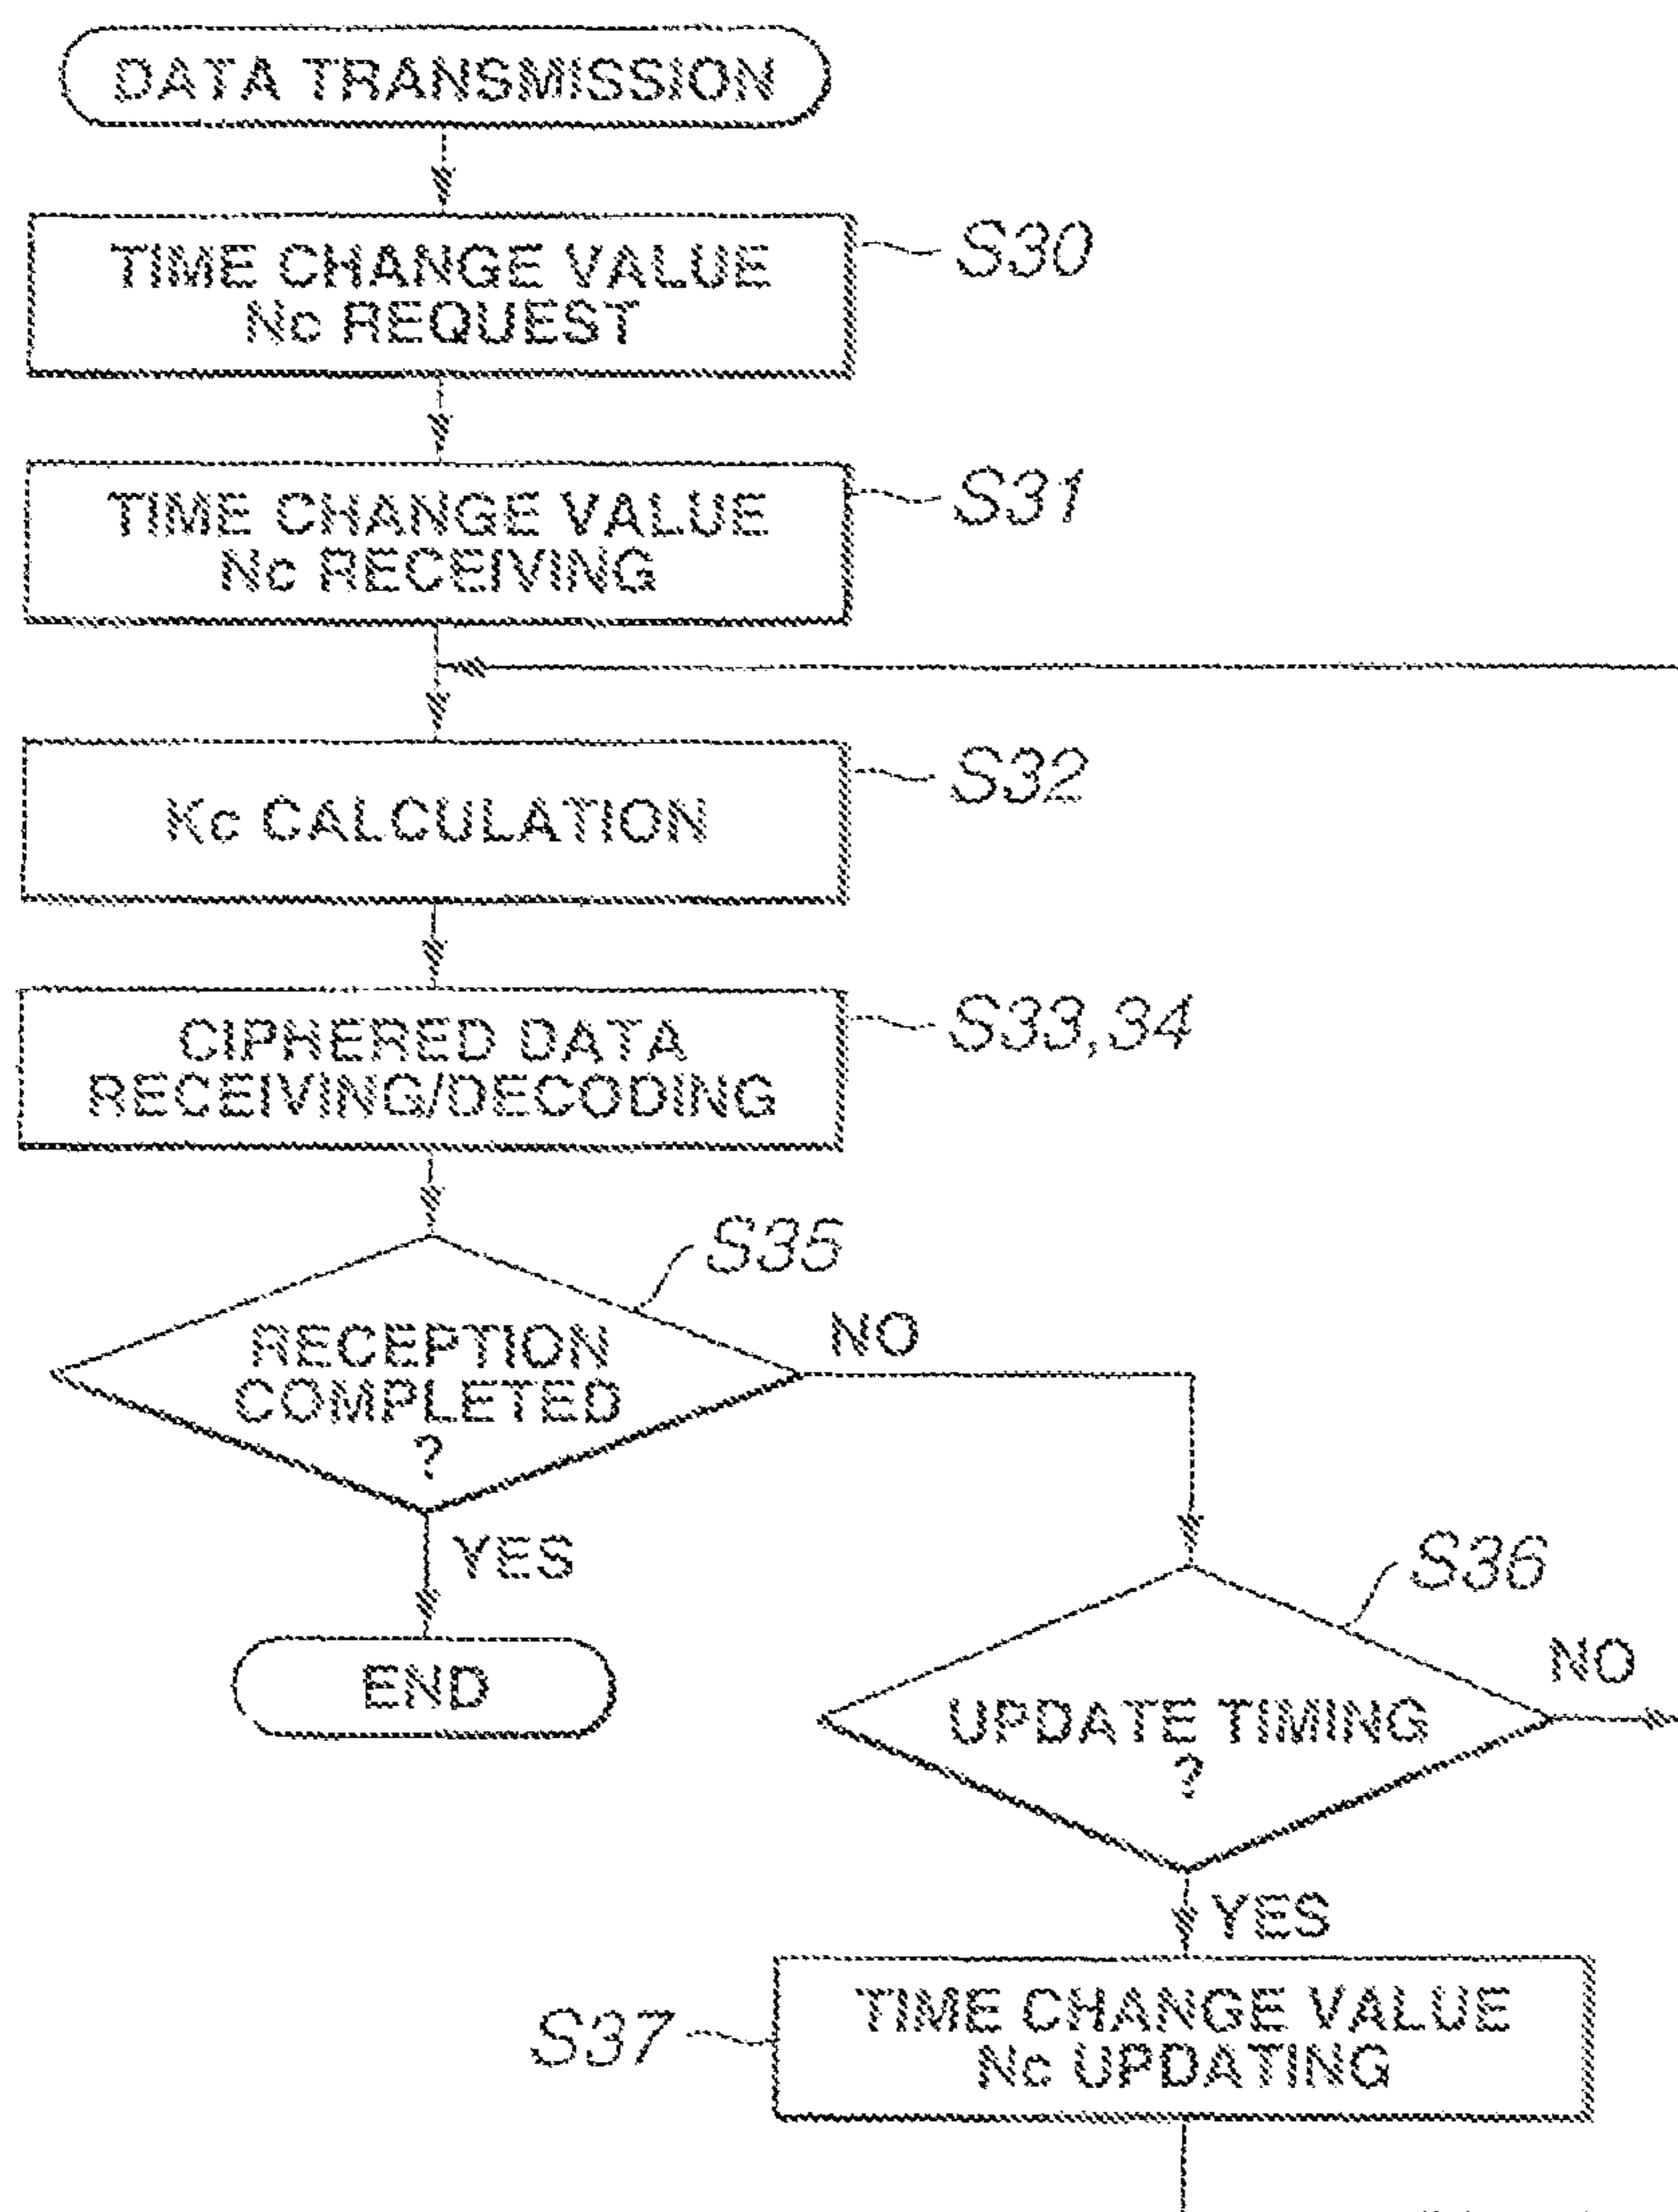 DATA TRANSMISSION
TIME CHANGE VALUE
Nc REQUEST
S30
TIME CHANGE VALUE
Nc RECEIVING
S31
Kc CALCULATION
S32
CIPHERED DATA
RECEIVING/DECODING
S33,34
S35
RECEPTION
COMPLETED
?
NO
YES
END
S36
UPDATE TIMING
?
NO
YES
S37
TIME CHANGE VALUE
Nc UPDATING